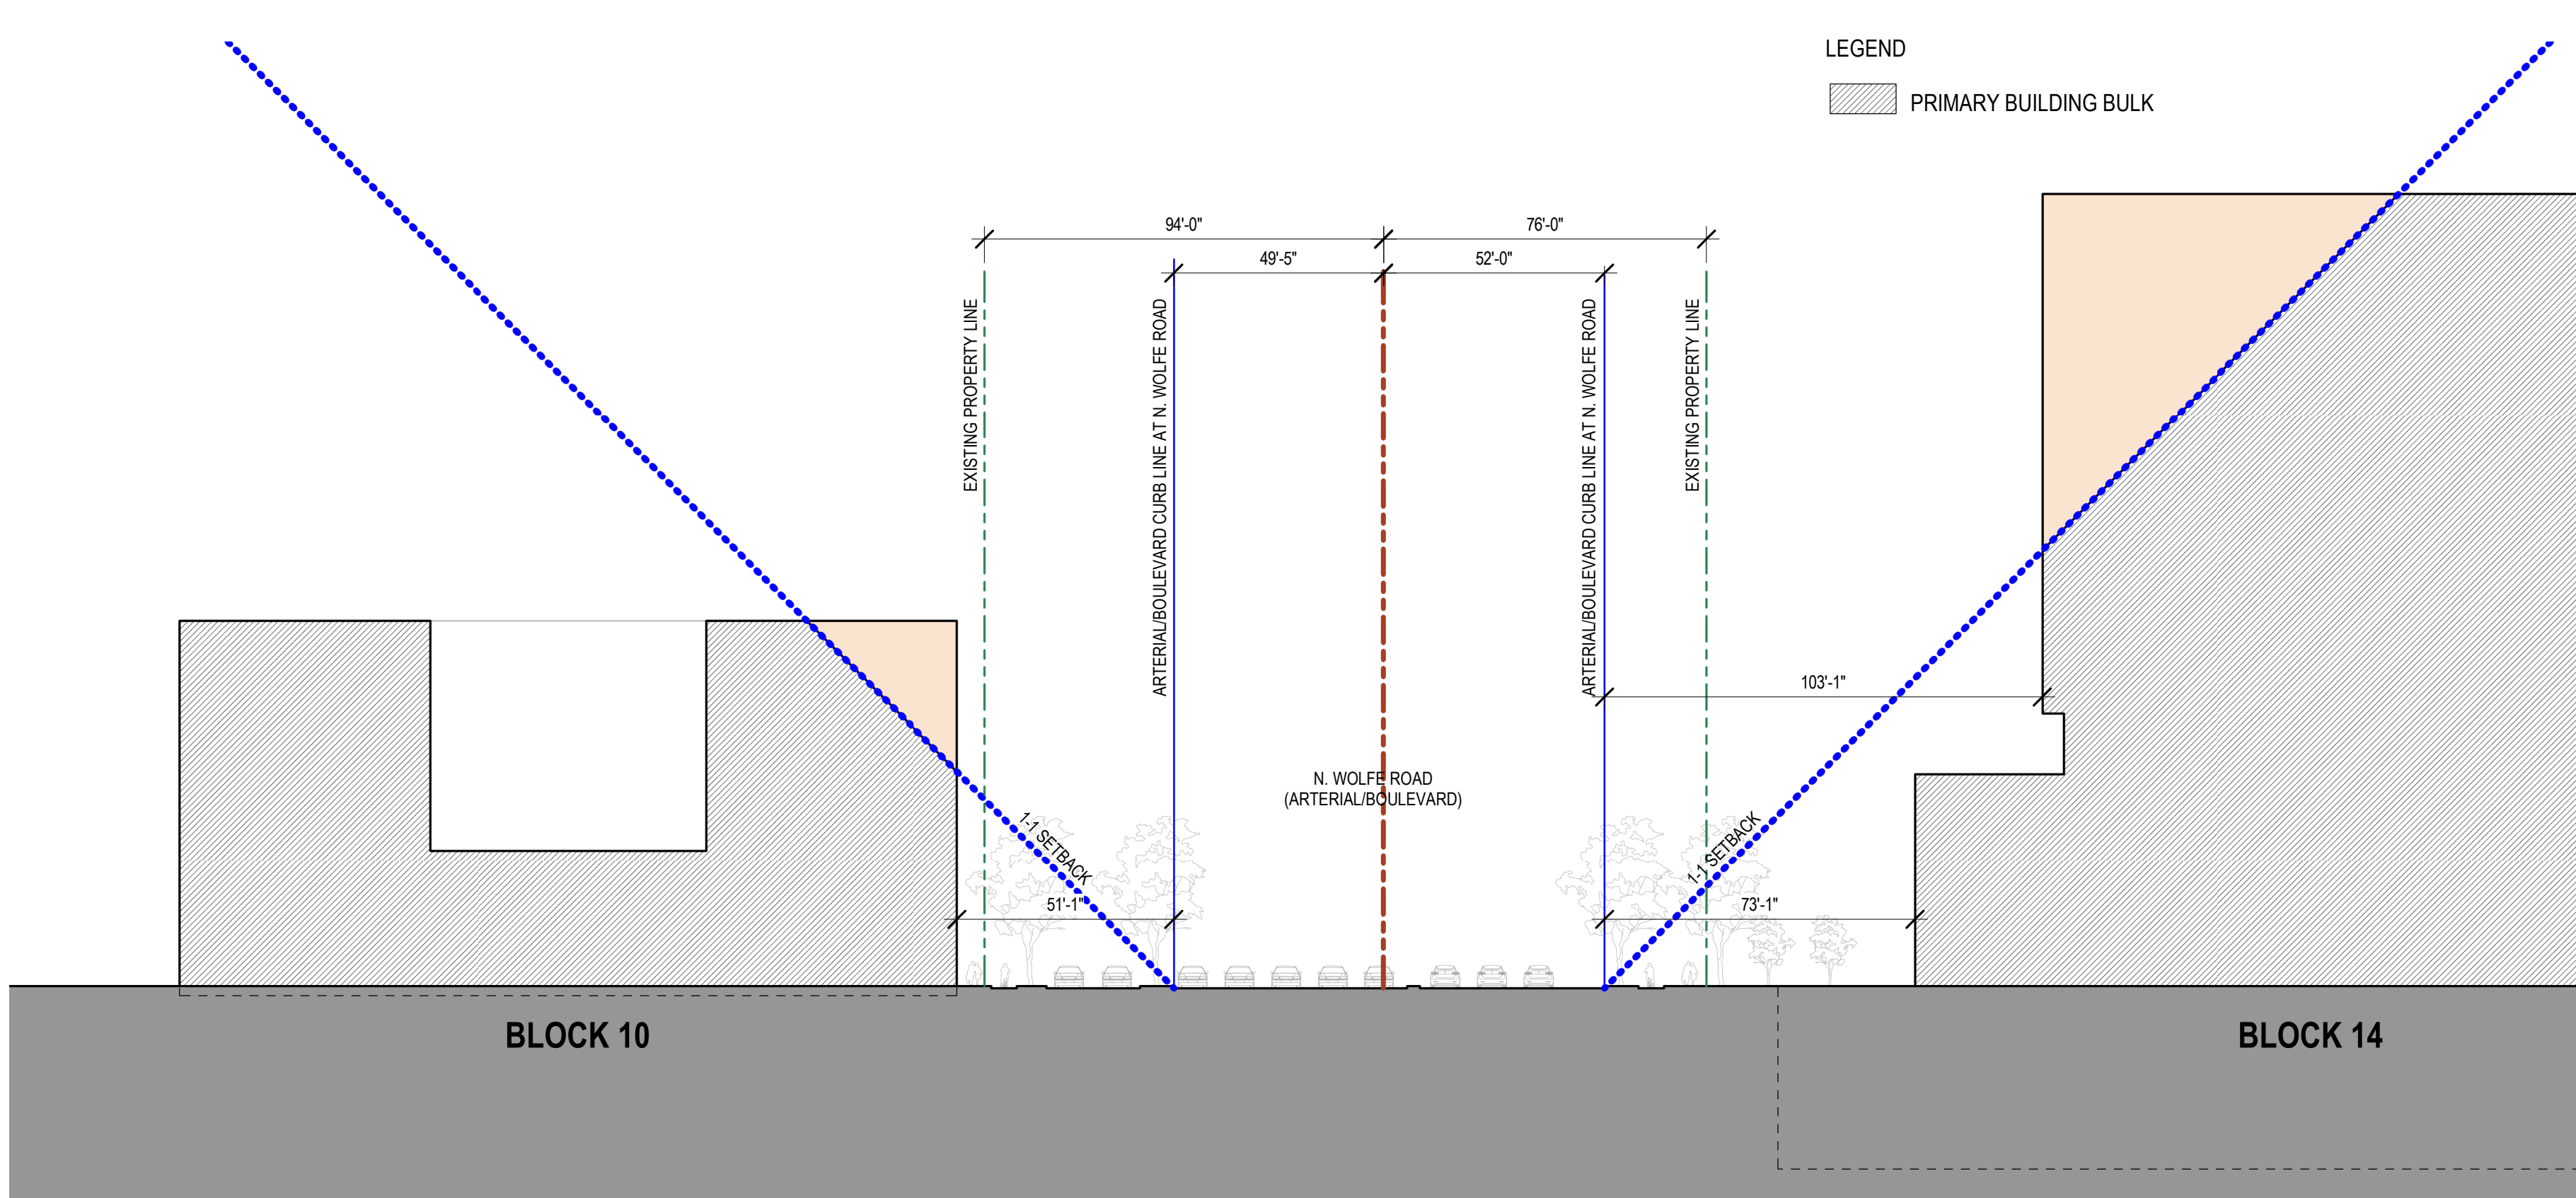 LEGEND
PRIMARY BUILDING BULK
94'-0"
76'-0"
49'-5"
52'-0"
EXISTING PROPERTY LINE
ARTERIAL/BOULEVARD CURB LINE AT N. WOLFE ROAD
ARTERIAL/BOULEVARD CURB LINE AT N. WOLFE ROAD
EXISTING PROPERTY LINE
103'-1"
N. WOLFE ROAD
(ARTERIAL/BOULEVARD)
1-1 SETBACK
1-1 SETBACK
51'-1"
73'-1"
BLOCK 10
BLOCK 14